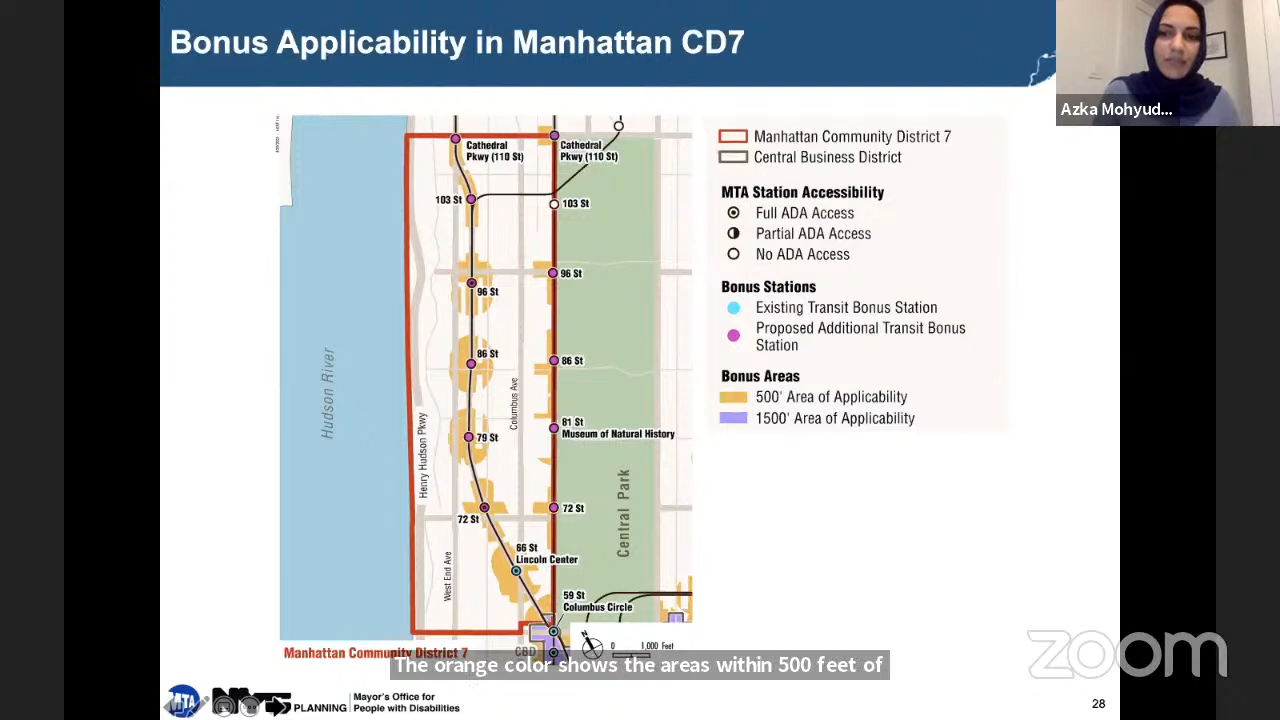 Bonus Applicability in Manhattan CD7
Azka Mohyud...
Cathedral
Pkwy (110 St)
Cathedral
Pkwy (110 St)
103 St
103 St
96 St
96 St
86 St
86 St
Columbus Ave
81 St
Museum of Natural History
79 St
Hudson River
Henry Hudson Pkwy
Central Park
72 St
72 St
66 St
Lincoln Center
West End Ave
59 St
Columbus Circle
N
0 1,000 Feet
Manhattan Community District 7
CBD
Manhattan Community District 7
Central Business District
MTA Station Accessibility
Full ADA Access
Partial ADA Access
No ADA Access
Bonus Stations
Existing Transit Bonus Station
Proposed Additional Transit Bonus
Station
Bonus Areas
500' Area of Applicability
1500' Area of Applicability
The orange color shows the areas within 500 feet of
zoom
MTA
PLANNING
Mayor's Office for
People with Disabilities
28